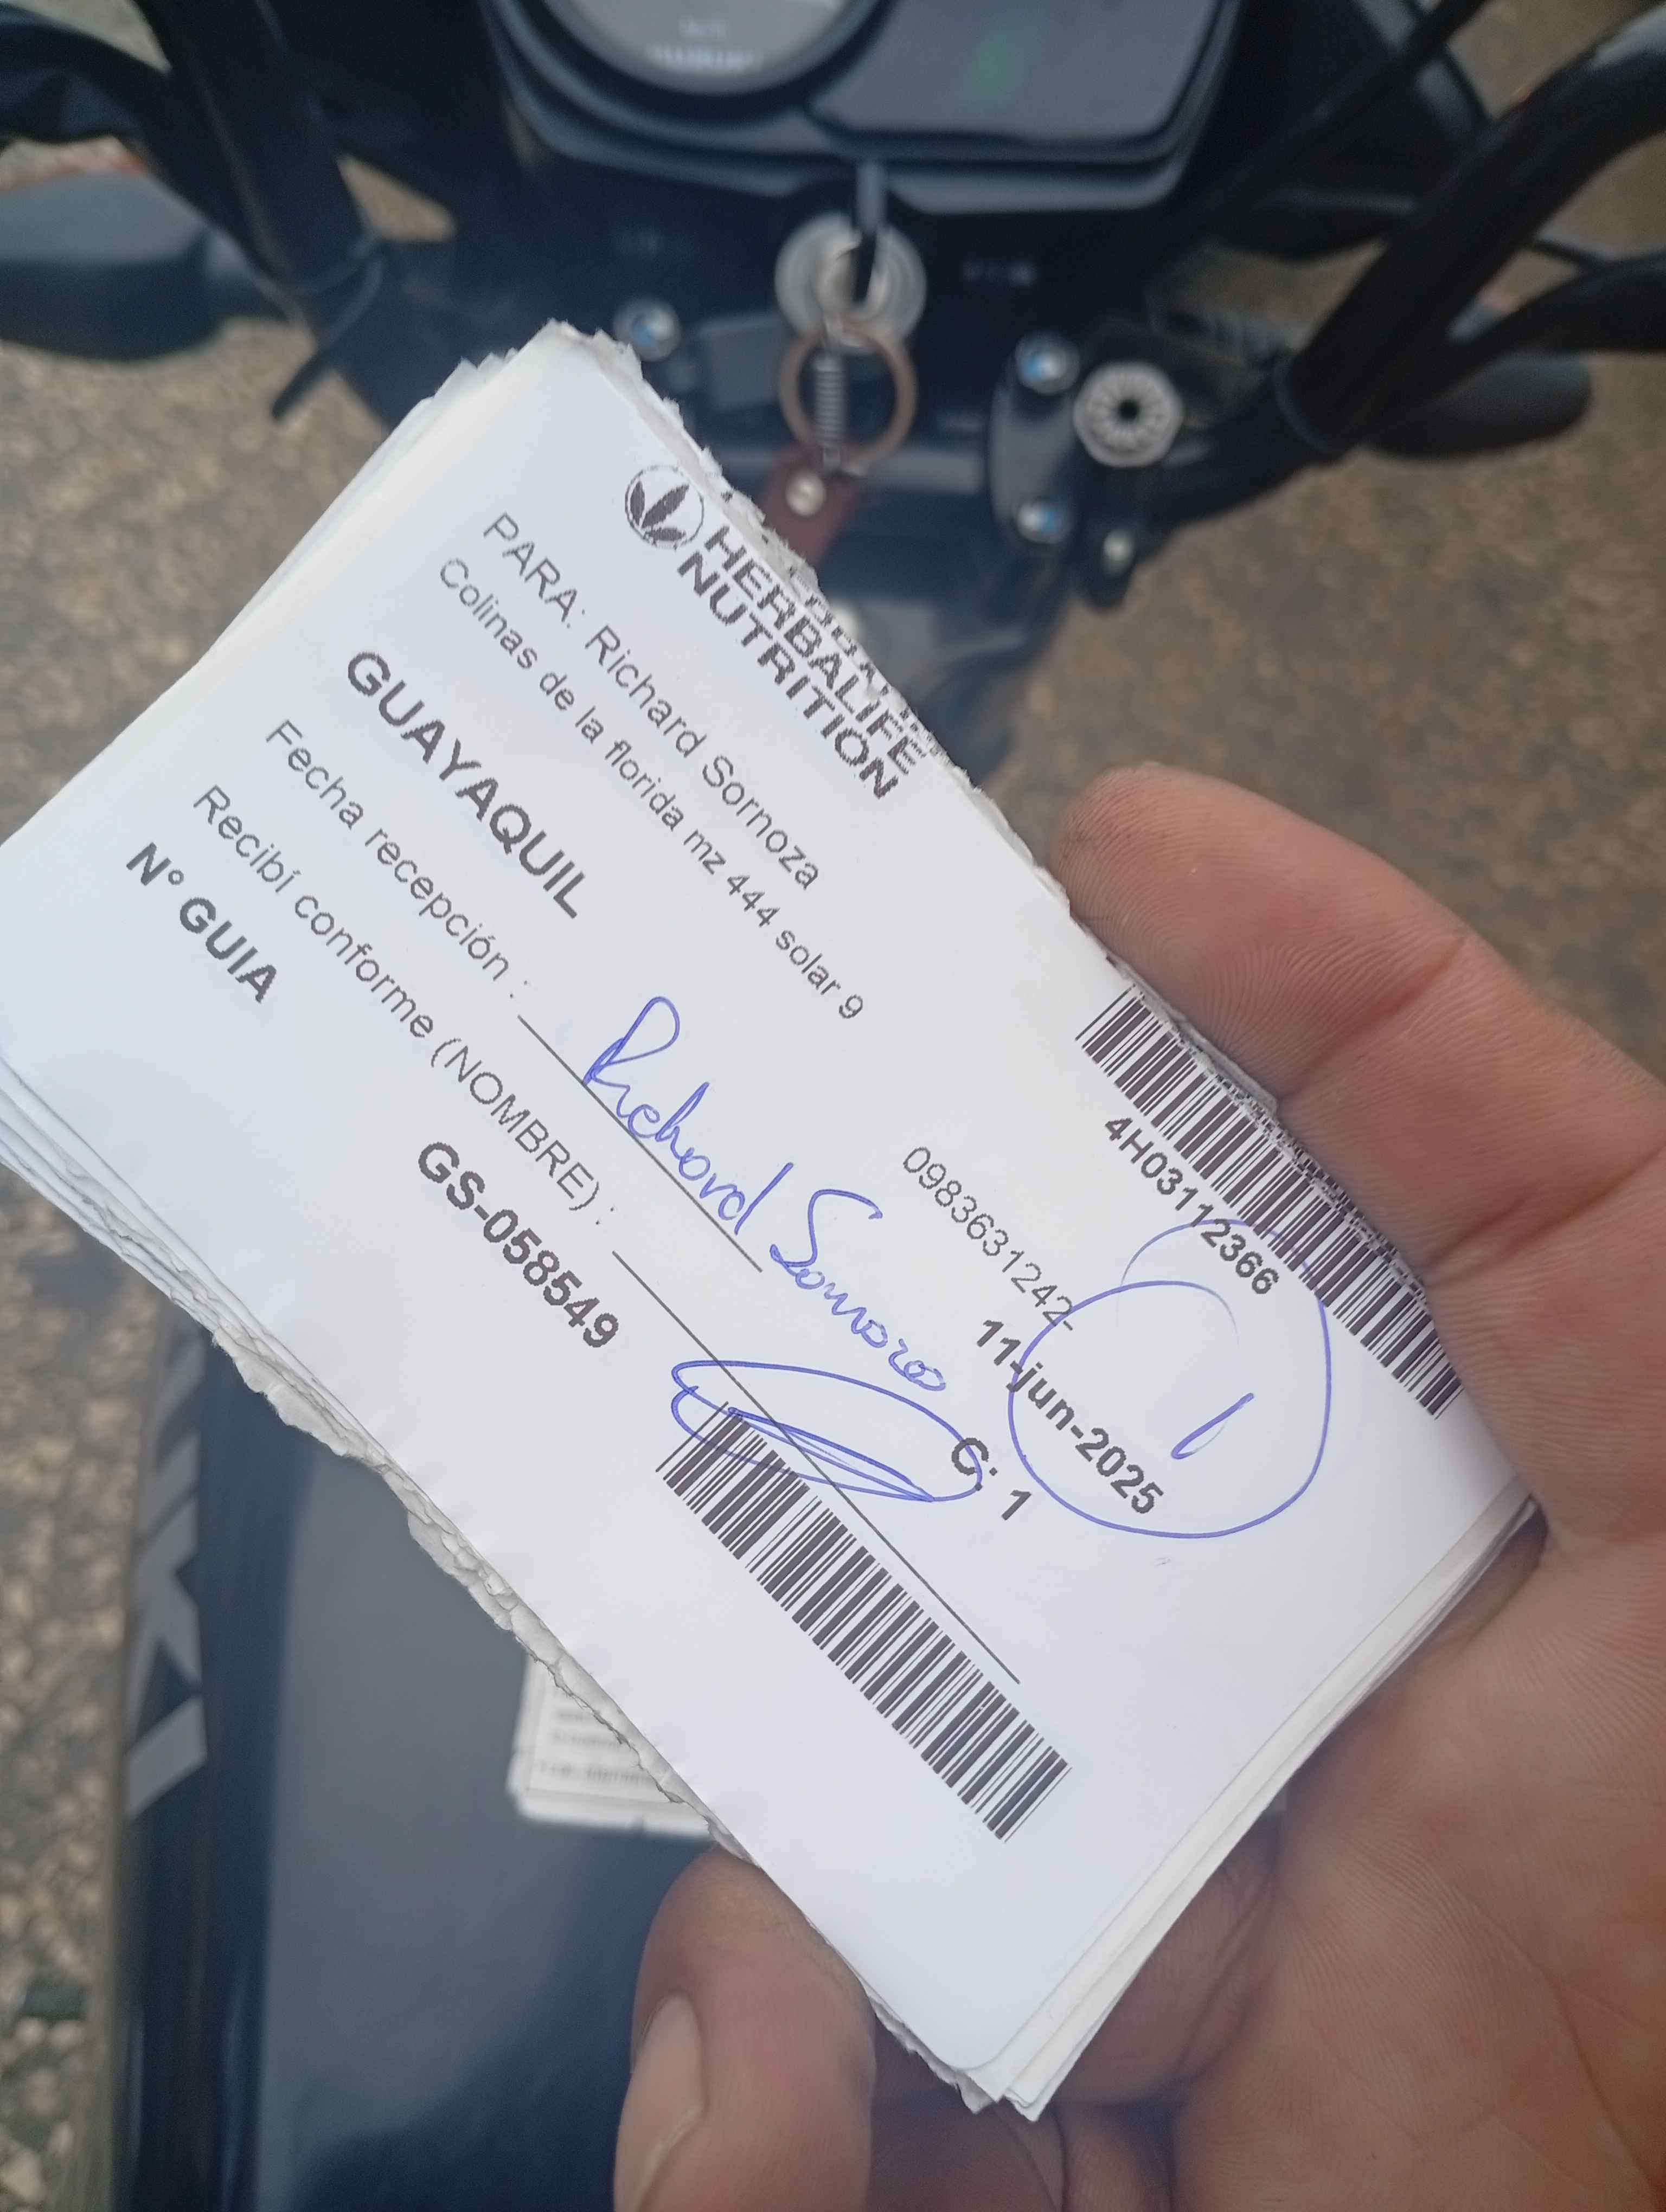 HERBALIFE
NUTRITION
4H03112366
PARA: Richard Sornoza
Colinas de la florida mz 444 solar 9
0983631242-
1
GUAYAQUIL
11-jun-2025
Fecha recepción :
Richard Sornoza
C. 1
Recibí conforme (NOMBRE) :
N° GUIA
GS-058549